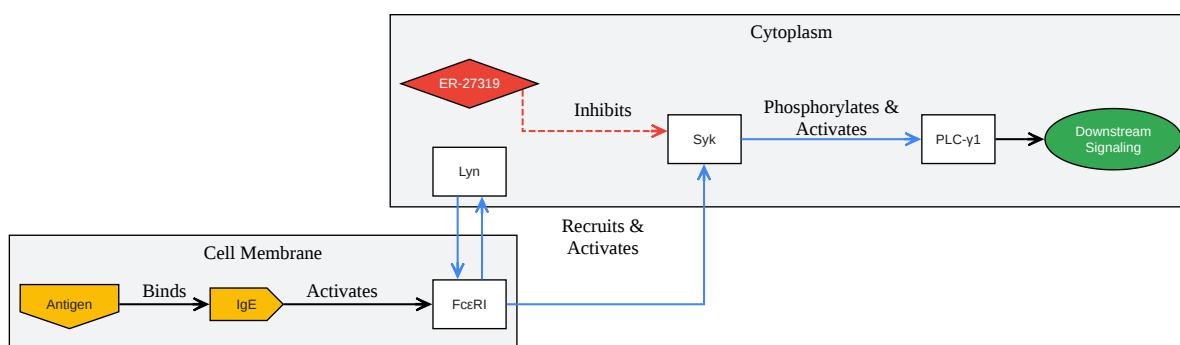 Cytoplasm
ER-27319
Inhibits
Phosphorylates &
Activates
Syk
PLC-γ1
Downstream
Signaling
Lyn
Recruits &
Activates
Cell Membrane
Antigen
Binds
IgE
Activates
FcεRI